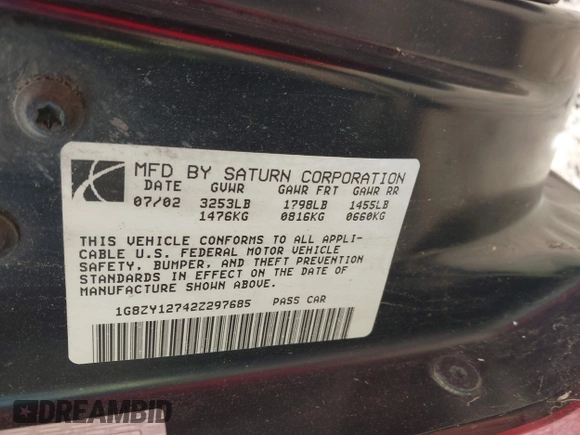 MFD BY SATURN CORPORATION
DATE GVWR GAWR FRT GAWR RR
07/02 3253LB 1798LB 1455LB
1476KG 0816KG 0660KG
THIS VEHICLE CONFORMS TO ALL APPLI-
CABLE U.S. FEDERAL MOTOR VEHICLE
SAFETY, BUMPER, AND THEFT PREVENTION
STANDARDS IN EFFECT ON THE DATE OF
MANUFACTURE SHOWN ABOVE.
1G8ZY12742Z297685 PASS CAR
DREAMBID